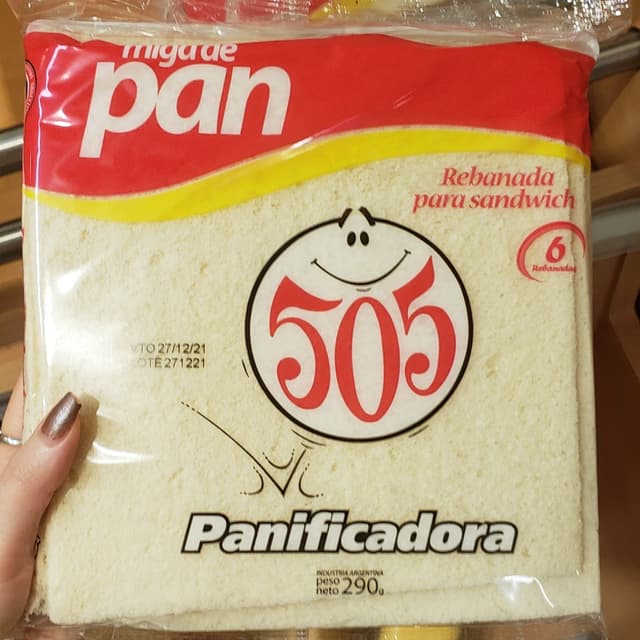 miga de
pan
Rebanada
para sandwich
6
Rebanadas
505
VTO 27/12/21
LOTE 271221
Panificadora
INDUSTRIA ARGENTINA
peso
neto 290g